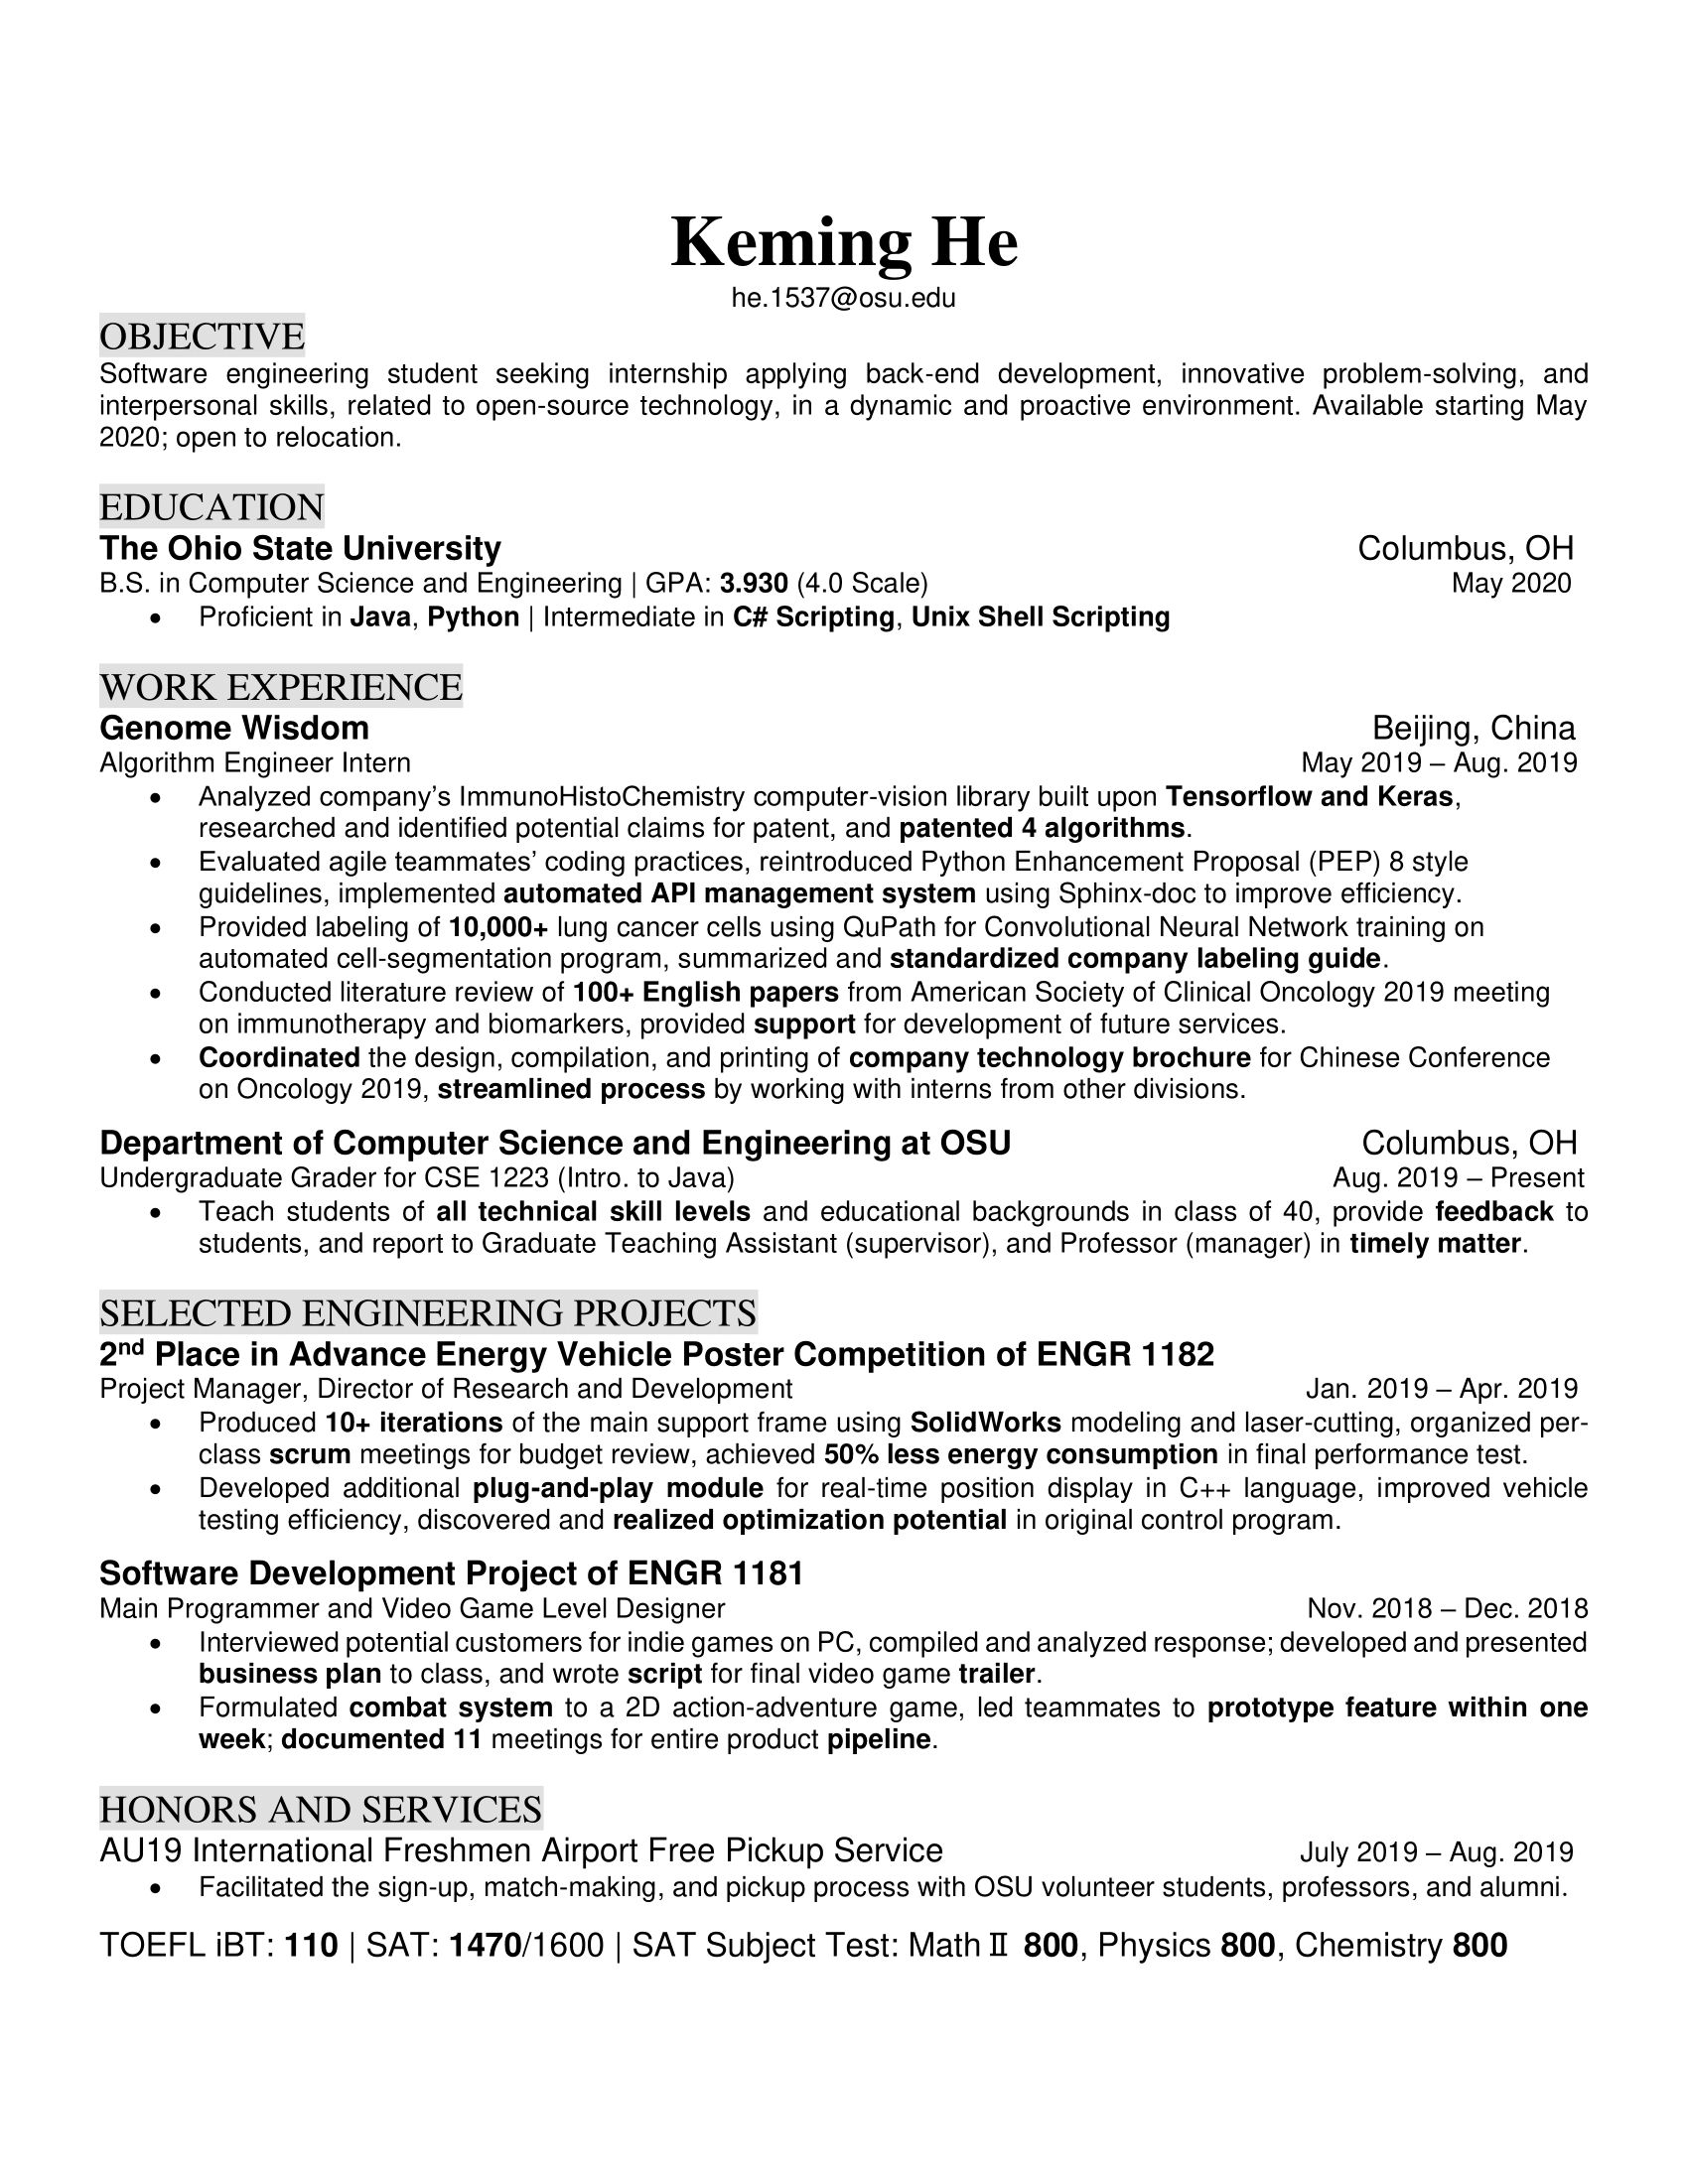 Keming He
he.1537@osu.edu
OBJECTIVE
Software engineering student seeking internship applying back-end development, innovative problem-solving, and
interpersonal skills, related to open-source technology, in a dynamic and proactive environment. Available starting May
2020; open to relocation.
EDUCATION
The Ohio State University Columbus, OH
B.S. in Computer Science and Engineering | GPA: 3.930 (4.0 Scale) May 2020
• Proficient in Java, Python | Intermediate in C# Scripting, Unix Shell Scripting
WORK EXPERIENCE
Genome Wisdom Beijing, China
Algorithm Engineer Intern May 2019 – Aug. 2019
• Analyzed company’s ImmunoHistoChemistry computer-vision library built upon Tensorflow and Keras,
researched and identified potential claims for patent, and patented 4 algorithms.
• Evaluated agile teammates’ coding practices, reintroduced Python Enhancement Proposal (PEP) 8 style
guidelines, implemented automated API management system using Sphinx-doc to improve efficiency.
• Provided labeling of 10,000+ lung cancer cells using QuPath for Convolutional Neural Network training on
automated cell-segmentation program, summarized and standardized company labeling guide.
• Conducted literature review of 100+ English papers from American Society of Clinical Oncology 2019 meeting
on immunotherapy and biomarkers, provided support for development of future services.
• Coordinated the design, compilation, and printing of company technology brochure for Chinese Conference
on Oncology 2019, streamlined process by working with interns from other divisions.
Department of Computer Science and Engineering at OSU Columbus, OH
Undergraduate Grader for CSE 1223 (Intro. to Java) Aug. 2019 – Present
• Teach students of all technical skill levels and educational backgrounds in class of 40, provide feedback to
students, and report to Graduate Teaching Assistant (supervisor), and Professor (manager) in timely matter.
SELECTED ENGINEERING PROJECTS
2nd Place in Advance Energy Vehicle Poster Competition of ENGR 1182
Project Manager, Director of Research and Development Jan. 2019 – Apr. 2019
• Produced 10+ iterations of the main support frame using SolidWorks modeling and laser-cutting, organized per-
class scrum meetings for budget review, achieved 50% less energy consumption in final performance test.
• Developed additional plug-and-play module for real-time position display in C++ language, improved vehicle
testing efficiency, discovered and realized optimization potential in original control program.
Software Development Project of ENGR 1181
Main Programmer and Video Game Level Designer Nov. 2018 – Dec. 2018
• Interviewed potential customers for indie games on PC, compiled and analyzed response; developed and presented
business plan to class, and wrote script for final video game trailer.
• Formulated combat system to a 2D action-adventure game, led teammates to prototype feature within one
week; documented 11 meetings for entire product pipeline.
HONORS AND SERVICES
AU19 International Freshmen Airport Free Pickup Service July 2019 – Aug. 2019
• Facilitated the sign-up, match-making, and pickup process with OSU volunteer students, professors, and alumni.
TOEFL iBT: 110 | SAT: 1470/1600 | SAT Subject Test: Math Ⅱ 800, Physics 800, Chemistry 800